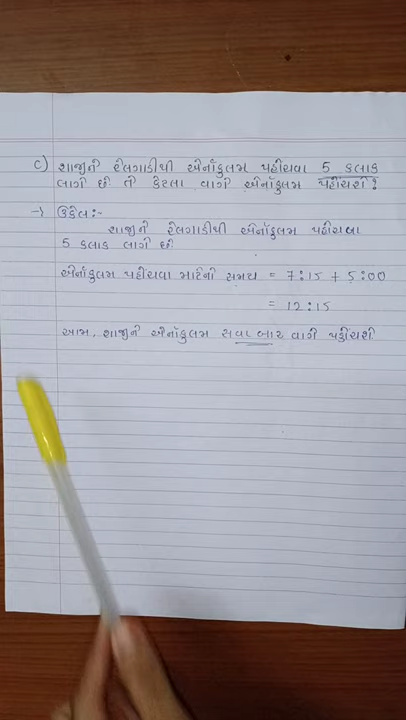 c) શાજીને રેલગાડીથી એર્નાકુલમ પહોંચવા 5 કલાક
લાગે છે તો કેટલા વાગે એર્નાકુલમ પહોંચશે?
→ ઉકેલ:-
શાજીને રેલગાડીથી એર્નાકુલમ પહોંચવા
5 કલાક લાગે છે
એર્નાકુલમ પહોંચવા માટેનો સમય = 7:15 + 5:00
= 12:15
આમ, શાજીને એર્નાકુલમ સવા બાર વાગે પહોંચશે